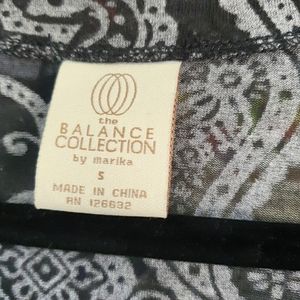 the
BALANCE
COLLECTION
by marika
S
MADE IN CHINA
RN 126632